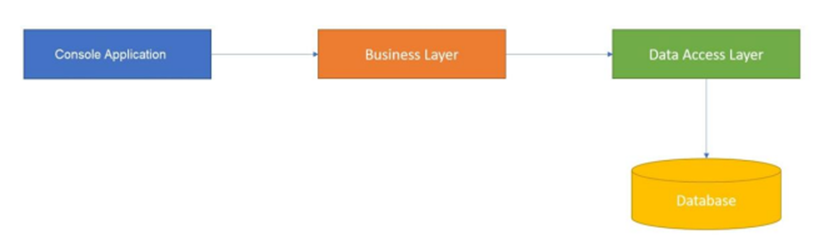 Console Application
Business Layer
Data Access Layer
Database